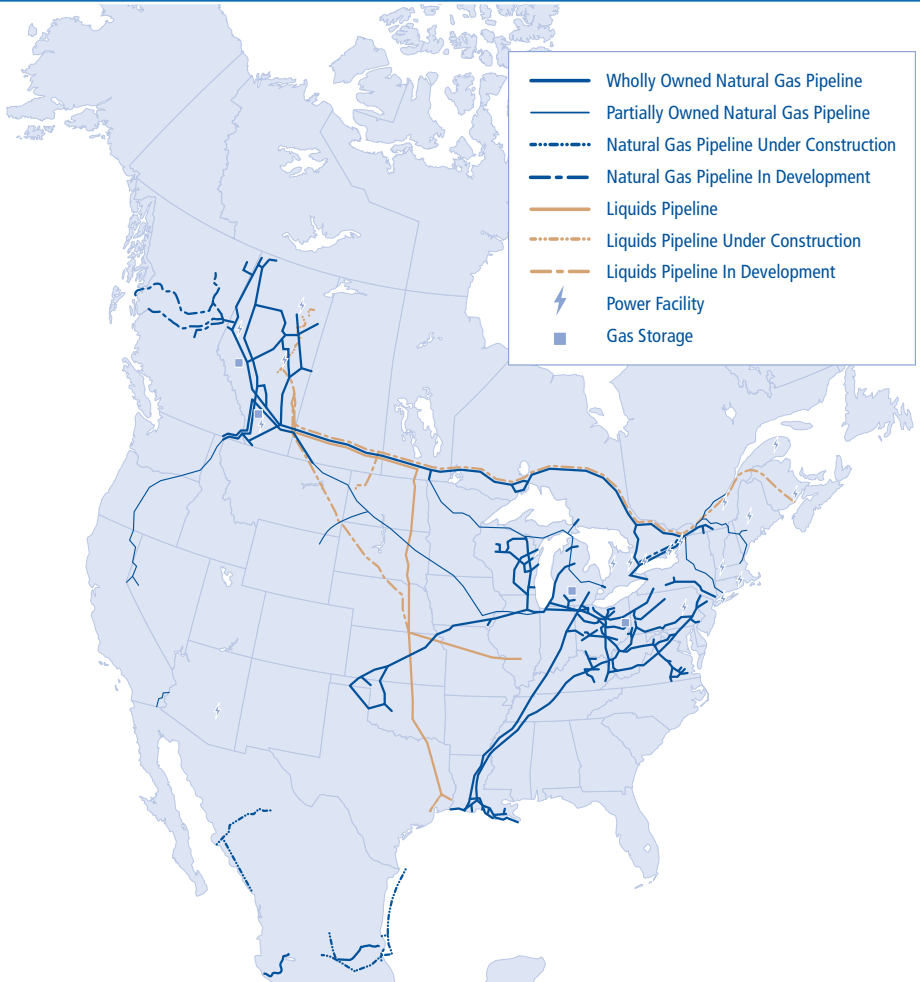 Wholly Owned Natural Gas Pipeline
Partially Owned Natural Gas Pipeline
Natural Gas Pipeline Under Construction
Natural Gas Pipeline In Development
Liquids Pipeline
Liquids Pipeline Under Construction
Liquids Pipeline In Development
Power Facility
Gas Storage